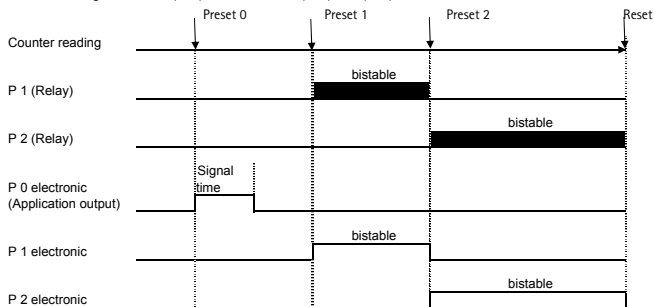 Preset 0 Preset 1 Preset 2 Reset
Counter reading
bistable
P 1 (Relay)
bistable
P 2 (Relay)
Signal
time
P 0 electronic
(Application output)
bistable
P 1 electronic
bistable
P 2 electronic